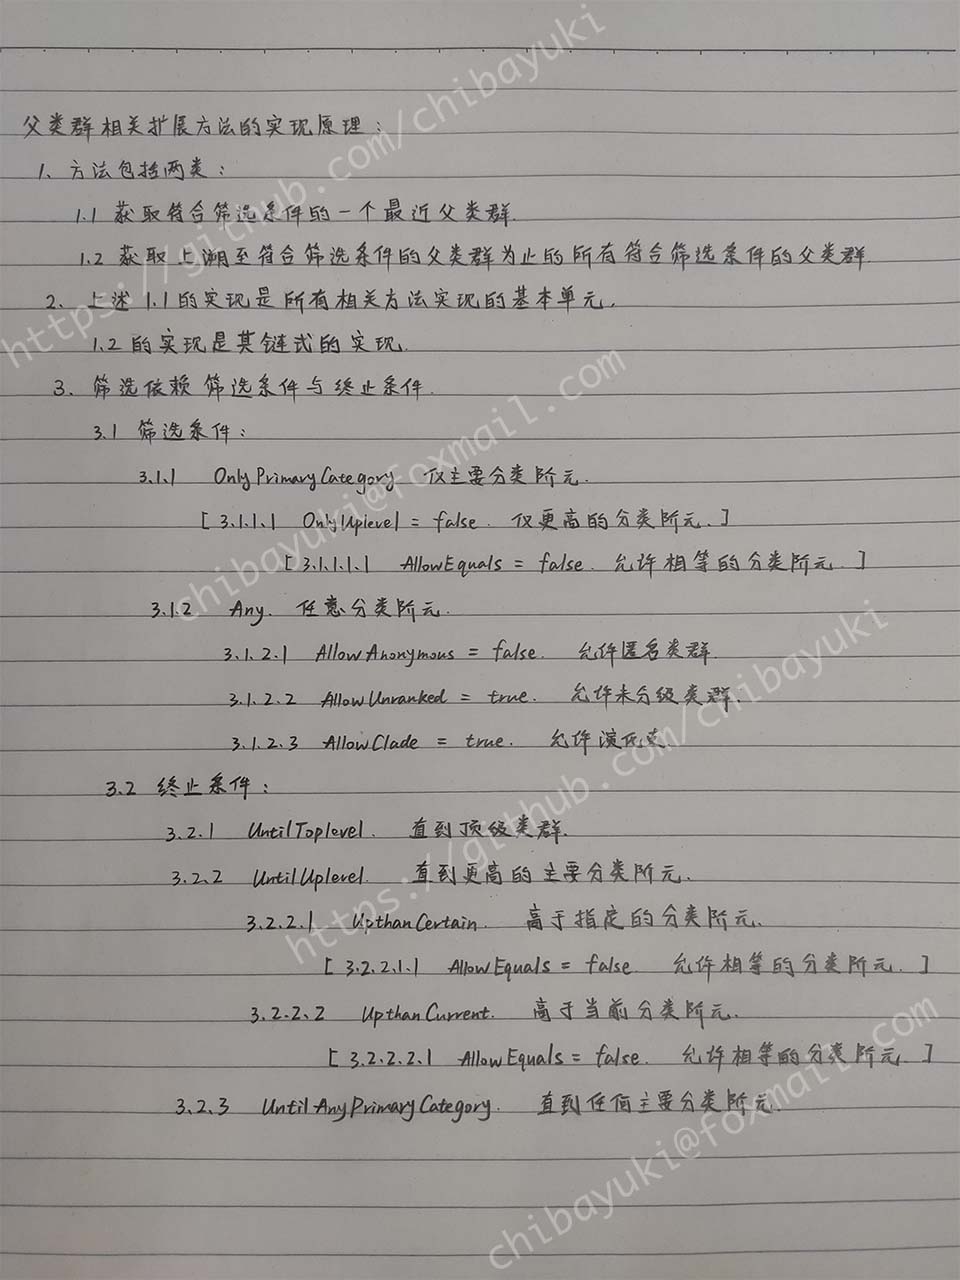 父类群相关扩展方法的实现原理:
1、方法包括两类:
1.1 获取符合筛选条件的一个最近父类群.
1.2 获取上溯至符合筛选条件的父类群为止的所有符合筛选条件的父类群.
2、上述1.1的实现是所有相关方法实现的基本单元,
1.2的实现是其链式的实现.
3、筛选依赖筛选条件与终止条件.
3.1 筛选条件:
3.1.1 OnlyPrimaryCategory 仅主要分类阶元.
[3.1.1.1 OnlyUplevel = false. 仅更高的分类阶元.]
[3.1.1.1.1 AllowEquals = false. 允许相等的分类阶元.]
3.1.2 Any. 任意分类阶元.
3.1.2.1 AllowAnonymous = false. 允许匿名类群.
3.1.2.2 AllowUnranked = true. 允许未分级类群.
3.1.2.3 AllowClade = true. 允许演化支.
3.2 终止条件:
3.2.1 UntilToplevel. 直到顶级类群.
3.2.2 UntilUplevel. 直到更高的主要分类阶元.
3.2.2.1 UpthanCertain. 高于指定的分类阶元.
[3.2.2.1.1 AllowEquals = false. 允许相等的分类阶元.]
3.2.2.2 UpthanCurrent. 高于当前分类阶元.
[3.2.2.2.1 AllowEquals = false. 允许相等的分类阶元.]
3.2.3 UntilAnyPrimaryCategory. 直到任何主要分类阶元.
https://github.com/chibayuki
chibayuki@foxmail.com
https://github.com/chibayuki
chibayuki@foxmail.com